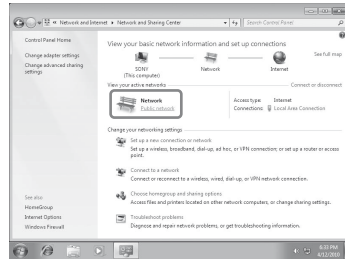 « Network and Internet ▸ Network and Sharing Center
Search Control Panel
Control Panel Home
Change adapter settings
Change advanced sharing
settings
View your basic network information and set up connections
See full map
SONY
(This computer)
Network
Internet
View your active networks
Connect or disconnect
Network
Public network
Access type: Internet
Connections: Local Area Connection
Change your networking settings
Set up a new connection or network
Set up a wireless, broadband, dial-up, ad hoc, or VPN connection; or set up a router or access
point.
Connect to a network
Connect or reconnect to a wireless, wired, dial-up, or VPN network connection.
Choose homegroup and sharing options
Access files and printers located on other network computers, or change sharing settings.
Troubleshoot problems
Diagnose and repair network problems, or get troubleshooting information.
See also
HomeGroup
Internet Options
Windows Firewall
6:33 PM
4/12/2010